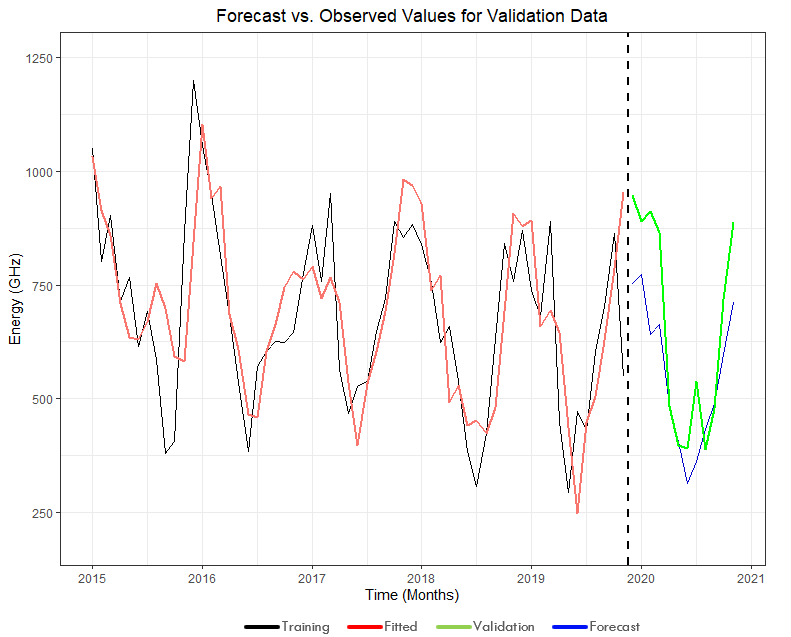 Forecast vs. Observed Values for Validation Data
1250
1000
750
500
250
Energy (GHz)
2015 2016 2017 2018 2019 2020 2021
Time (Months)
Training Fitted Validation Forecast